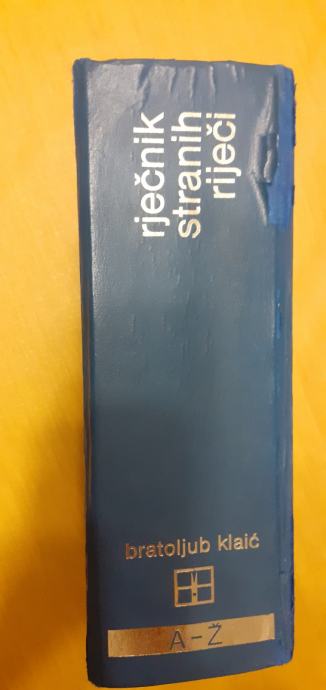 rječnik
stranih
riječi
bratoljub klaić
A-Ž